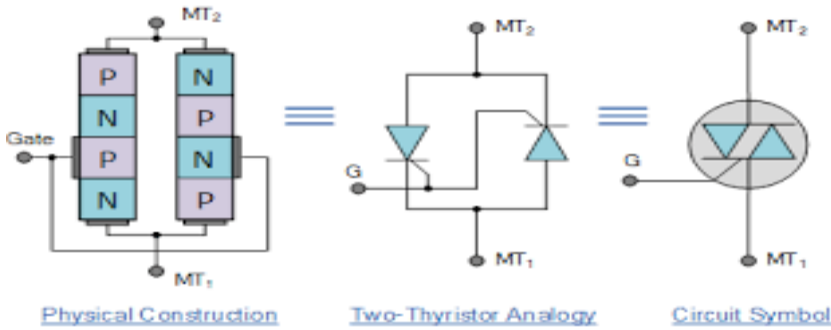 MT2 MT2 MT2
P N
N P
Gate
P N
N P
G
G
MT1 MT1 MT1
Physical Construction Two-Thyristor Analogy Circuit Symbol